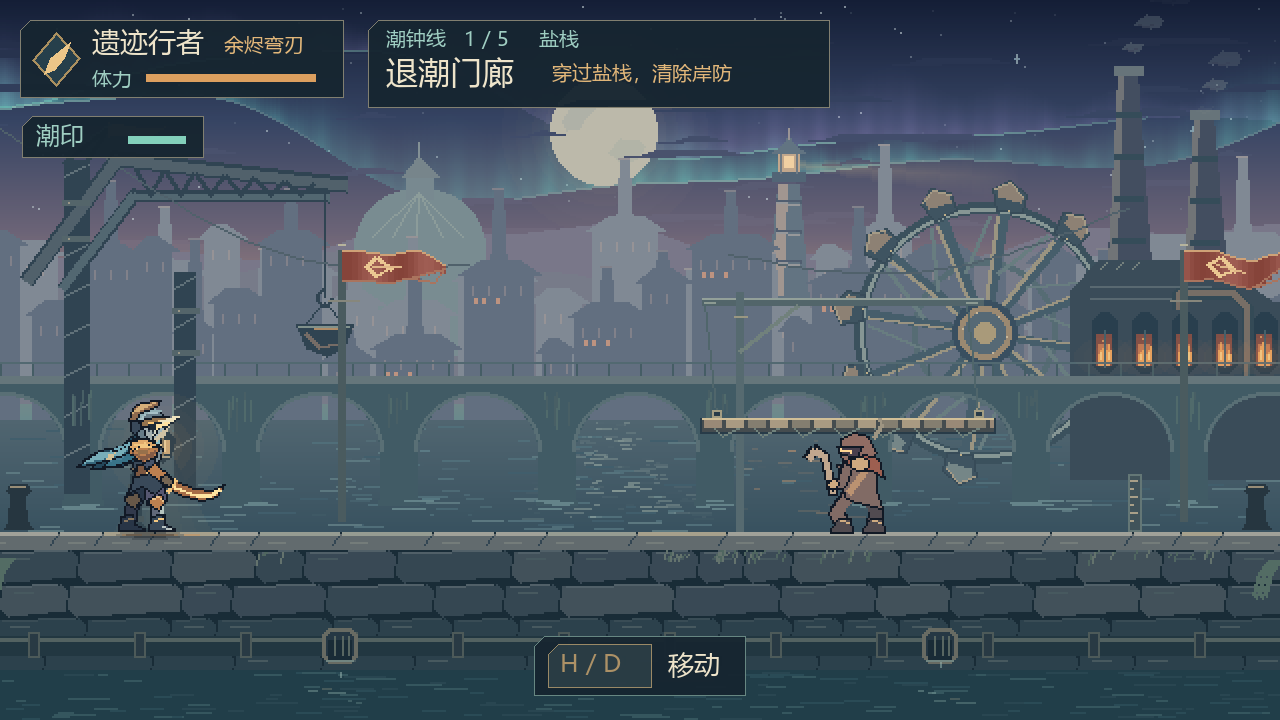 遗迹行者 余烬弯刃
体力
潮钟线 1 / 5 盐栈
退潮门廊 穿过盐栈，清除岸防
潮印
H / D 移动